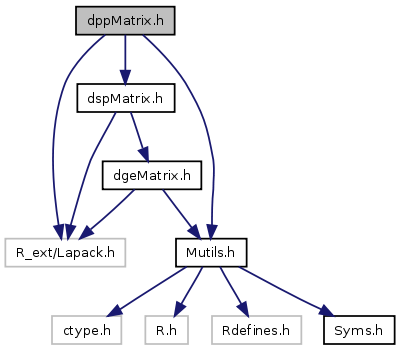 dppMatrix.h
dspMatrix.h
dgeMatrix.h
R_ext/Lapack.h
Mutils.h
ctype.h
R.h
Rdefines.h
Syms.h